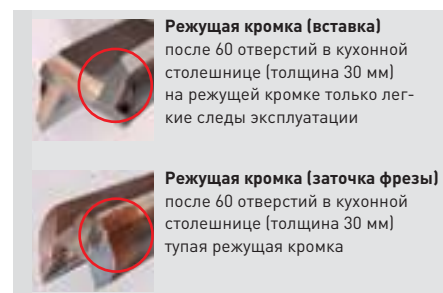 Режущая кромка (вставка)
после 60 отверстий в кухонной
столешнице (толщина 30 мм)
на режущей кромке только лег-
кие следы эксплуатации
Режущая кромка (заточка фрезы)
после 60 отверстий в кухонной
столешнице (толщина 30 мм)
тупая режущая кромка